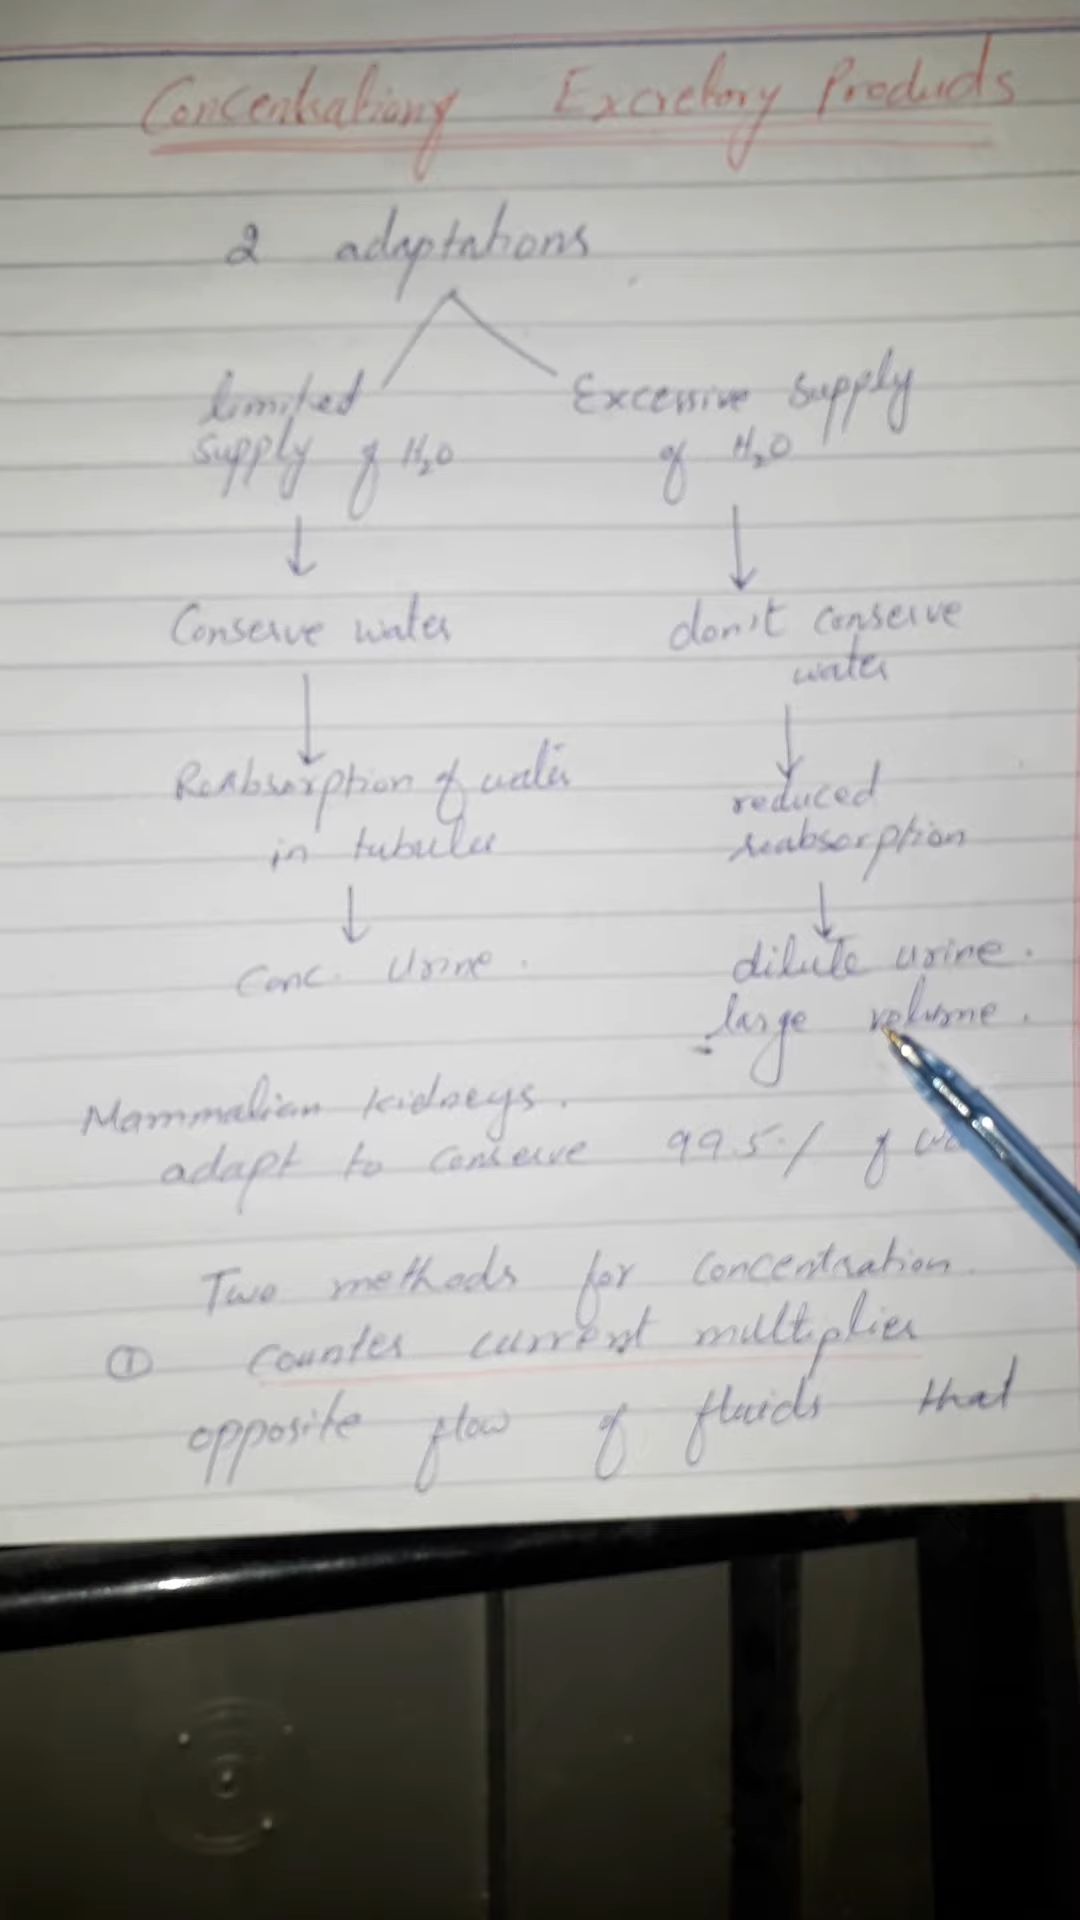 Concentrationg Excretory Products
2 adaptations
limited
supply of H₂O
Excessive supply
of H₂O
Conserve water
don't conserve
water
Reabsorption of water
in tubules
reduced
reabsorption
Conc. Urine.
dilute urine.
large volume.
Mammalian kidneys.
adapt to conserve 99.5% of
Two methods for concentration.
① Counter current multiplier
opposite flow of fluids that